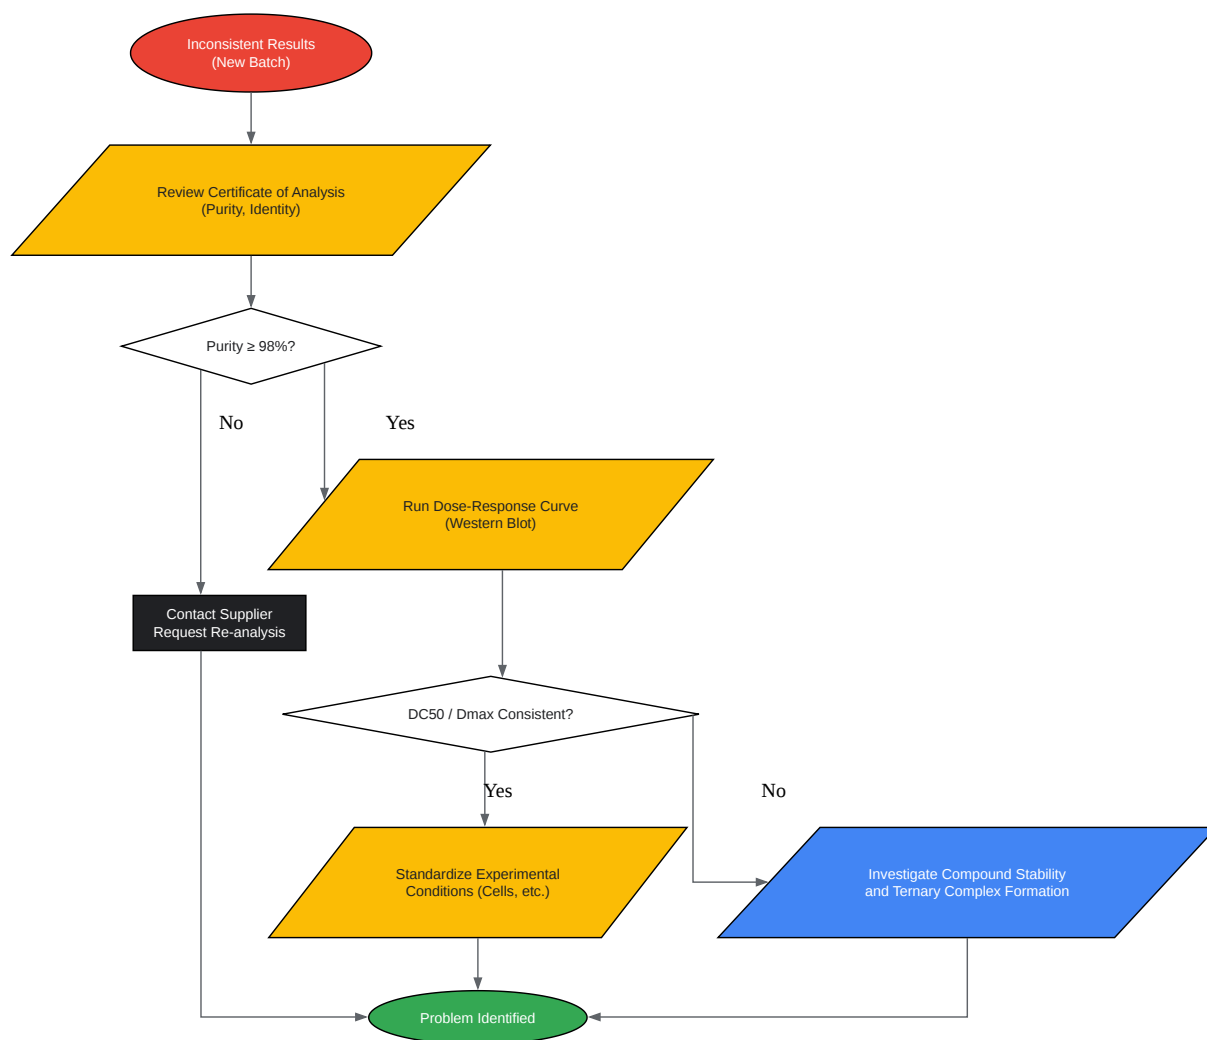 Inconsistent Results
(New Batch)
Review Certificate of Analysis
(Purity, Identity)
Purity ≥ 98%?
No
Yes
Run Dose-Response Curve
(Western Blot)
Contact Supplier
Request Re-analysis
DC50 / Dmax Consistent?
Yes
No
Standardize Experimental
Conditions (Cells, etc.)
Investigate Compound Stability
and Ternary Complex Formation
Problem Identified